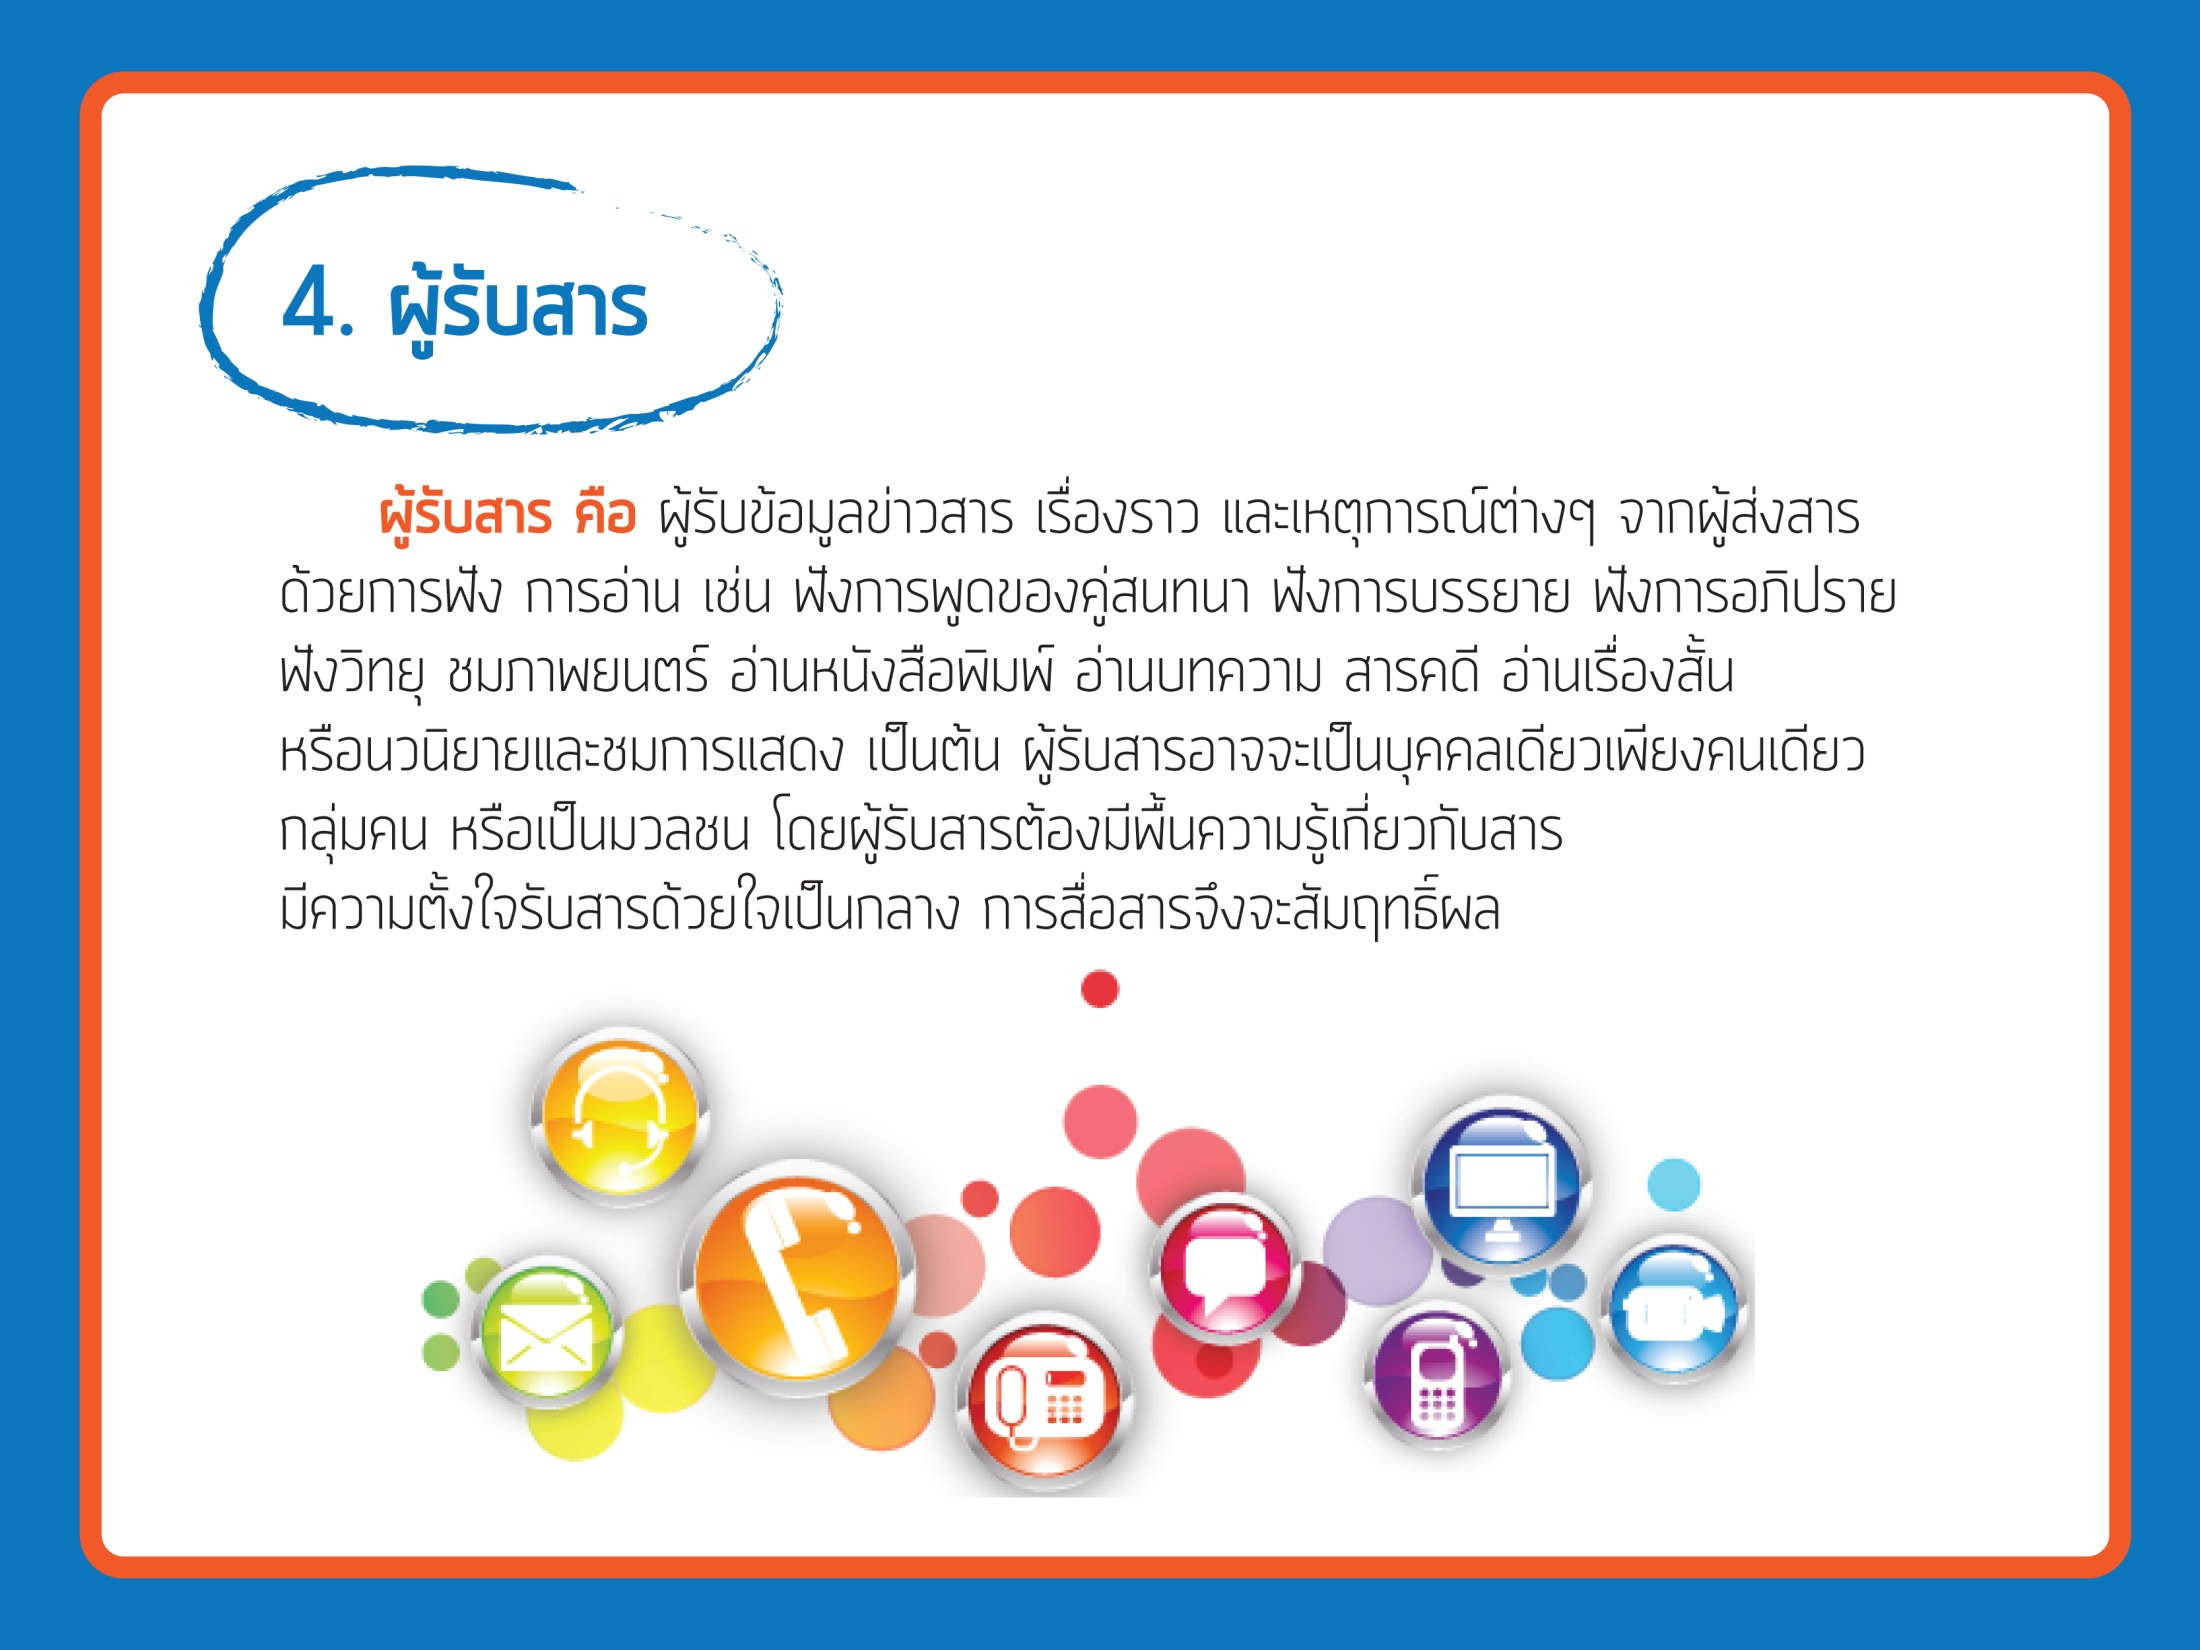 4. ผู้รับสาร
ผู้รับสาร คือ ผู้รับข้อมูลข่าวสาร เรื่องราว และเหตุการณ์ต่างๆ จากผู้ส่งสาร
ด้วยการฟัง การอ่าน เช่น ฟังการพูดของคู่สนทนา ฟังการบรรยาย ฟังการอภิปราย
ฟังวิทยุ ชมภาพยนตร์ อ่านหนังสือพิมพ์ อ่านบทความ สารคดี อ่านเรื่องสั้น
หรือนวนิยายและชมการแสดง เป็นต้น ผู้รับสารอาจจะเป็นบุคคลเดียวเพียงคนเดียว
กลุ่มคน หรือเป็นมวลชน โดยผู้รับสารต้องมีพื้นความรู้เกี่ยวกับสาร
มีความตั้งใจรับสารด้วยใจเป็นกลาง การสื่อสารจึงจะสัมฤทธิ์ผล